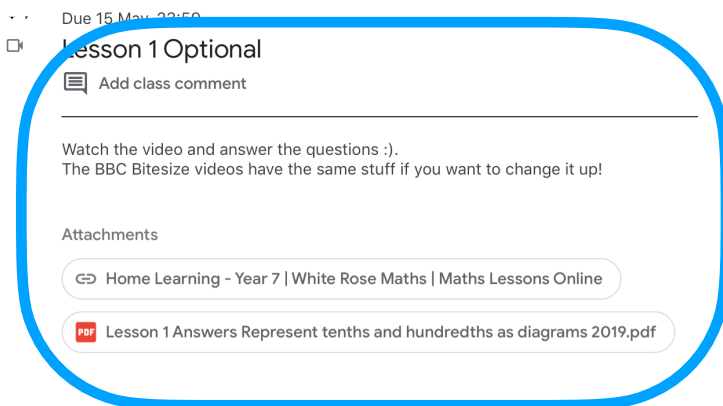 Due 15 May, 23:59
Lesson 1 Optional
Add class comment
Watch the video and answer the questions :).
The BBC Bitesize videos have the same stuff if you want to change it up!
Attachments
Home Learning - Year 7 | White Rose Maths | Maths Lessons Online
PDF Lesson 1 Answers Represent tenths and hundredths as diagrams 2019.pdf